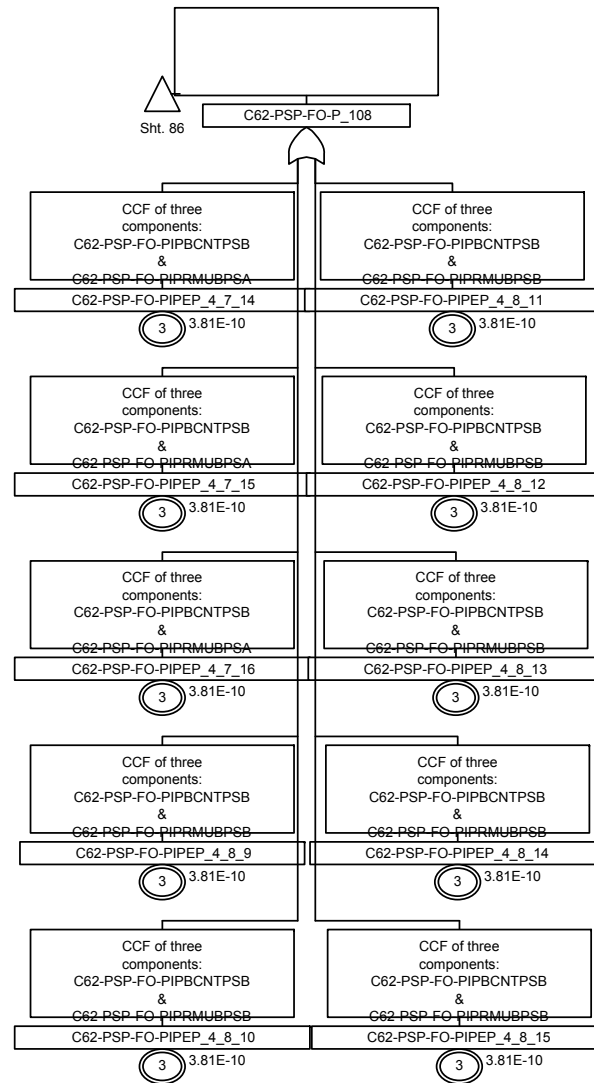 C62-PSP-FO-P_108
Sht. 86
CCF of three
components:
C62-PSP-FO-PIPBCNTPSB
&
C62-PSP-FO-PIPRMUBPSA
C62-PSP-FO-PIPEP_4_7_14
3
3.81E-10
CCF of three
components:
C62-PSP-FO-PIPBCNTPSB
&
C62-PSP-FO-PIPRMUBPSB
C62-PSP-FO-PIPEP_4_8_11
3
3.81E-10
CCF of three
components:
C62-PSP-FO-PIPBCNTPSB
&
C62-PSP-FO-PIPRMUBPSA
C62-PSP-FO-PIPEP_4_7_15
3
3.81E-10
CCF of three
components:
C62-PSP-FO-PIPBCNTPSB
&
C62-PSP-FO-PIPRMUBPSB
C62-PSP-FO-PIPEP_4_8_12
3
3.81E-10
CCF of three
components:
C62-PSP-FO-PIPBCNTPSB
&
C62-PSP-FO-PIPRMUBPSA
C62-PSP-FO-PIPEP_4_7_16
3
3.81E-10
CCF of three
components:
C62-PSP-FO-PIPBCNTPSB
&
C62-PSP-FO-PIPRMUBPSB
C62-PSP-FO-PIPEP_4_8_13
3
3.81E-10
CCF of three
components:
C62-PSP-FO-PIPBCNTPSB
&
C62-PSP-FO-PIPRMUBPSB
C62-PSP-FO-PIPEP_4_8_9
3
3.81E-10
CCF of three
components:
C62-PSP-FO-PIPBCNTPSB
&
C62-PSP-FO-PIPRMUBPSB
C62-PSP-FO-PIPEP_4_8_14
3
3.81E-10
CCF of three
components:
C62-PSP-FO-PIPBCNTPSB
&
C62-PSP-FO-PIPRMUBPSB
C62-PSP-FO-PIPEP_4_8_10
3
3.81E-10
CCF of three
components:
C62-PSP-FO-PIPBCNTPSB
&
C62-PSP-FO-PIPRMUBPSB
C62-PSP-FO-PIPEP_4_8_15
3
3.81E-10